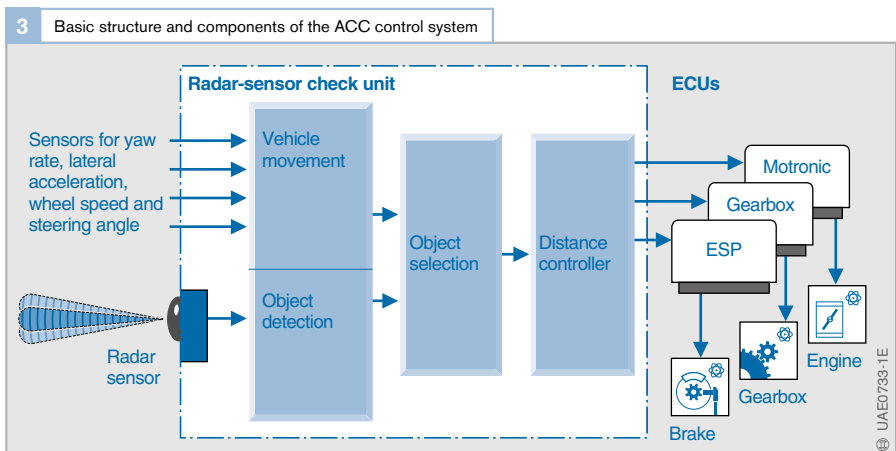 3 Basic structure and components of the ACC control system
Radar-sensor check unit
ECUs
Sensors for yaw
rate, lateral
acceleration,
wheel speed and
steering angle
Vehicle
movement
Object
detection
Object
selection
Distance
controller
Motronic
Gearbox
ESP
Radar
sensor
Engine
Gearbox
Brake
UAE0733-1E